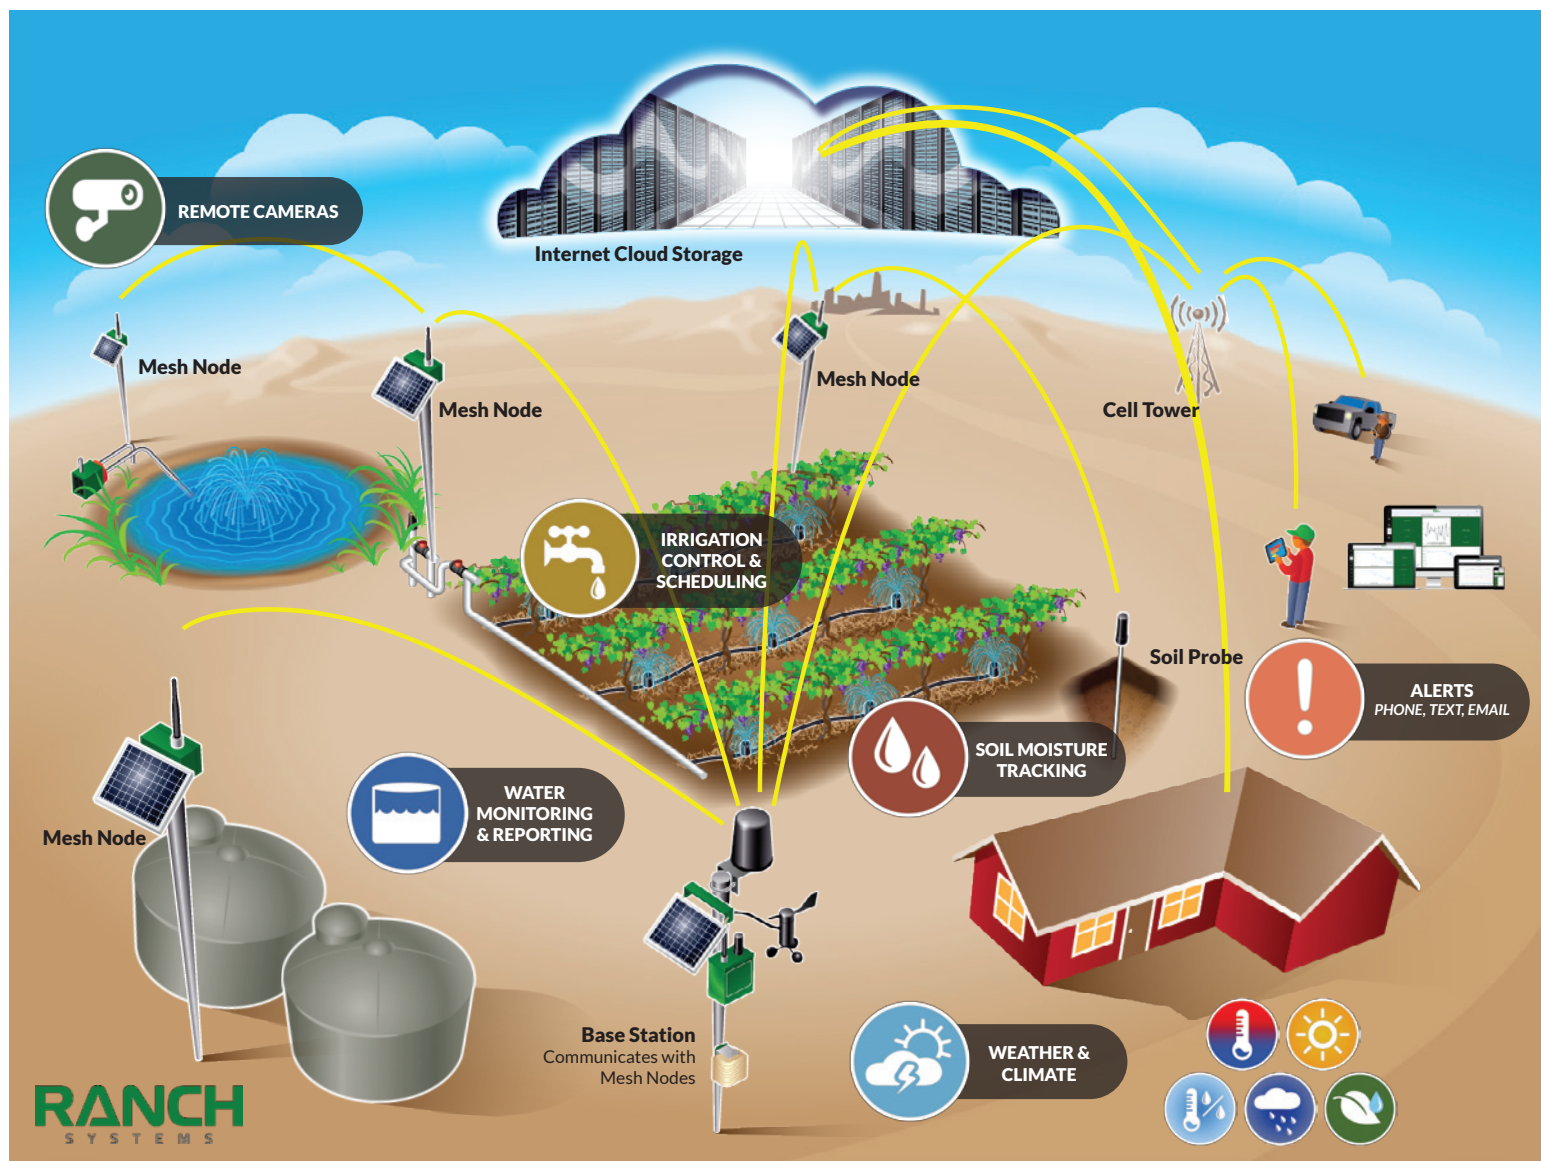 REMOTE CAMERAS
Internet Cloud Storage
Mesh Node
Mesh Node
Mesh Node
Cell Tower
IRRIGATION
CONTROL &
SCHEDULING
Soil Probe
ALERTS
PHONE, TEXT, EMAIL
SOIL MOISTURE
TRACKING
WATER
MONITORING
& REPORTING
Mesh Node
Base Station
Communicates with
Mesh Nodes
WEATHER &
CLIMATE
RANCH
SYSTEMS